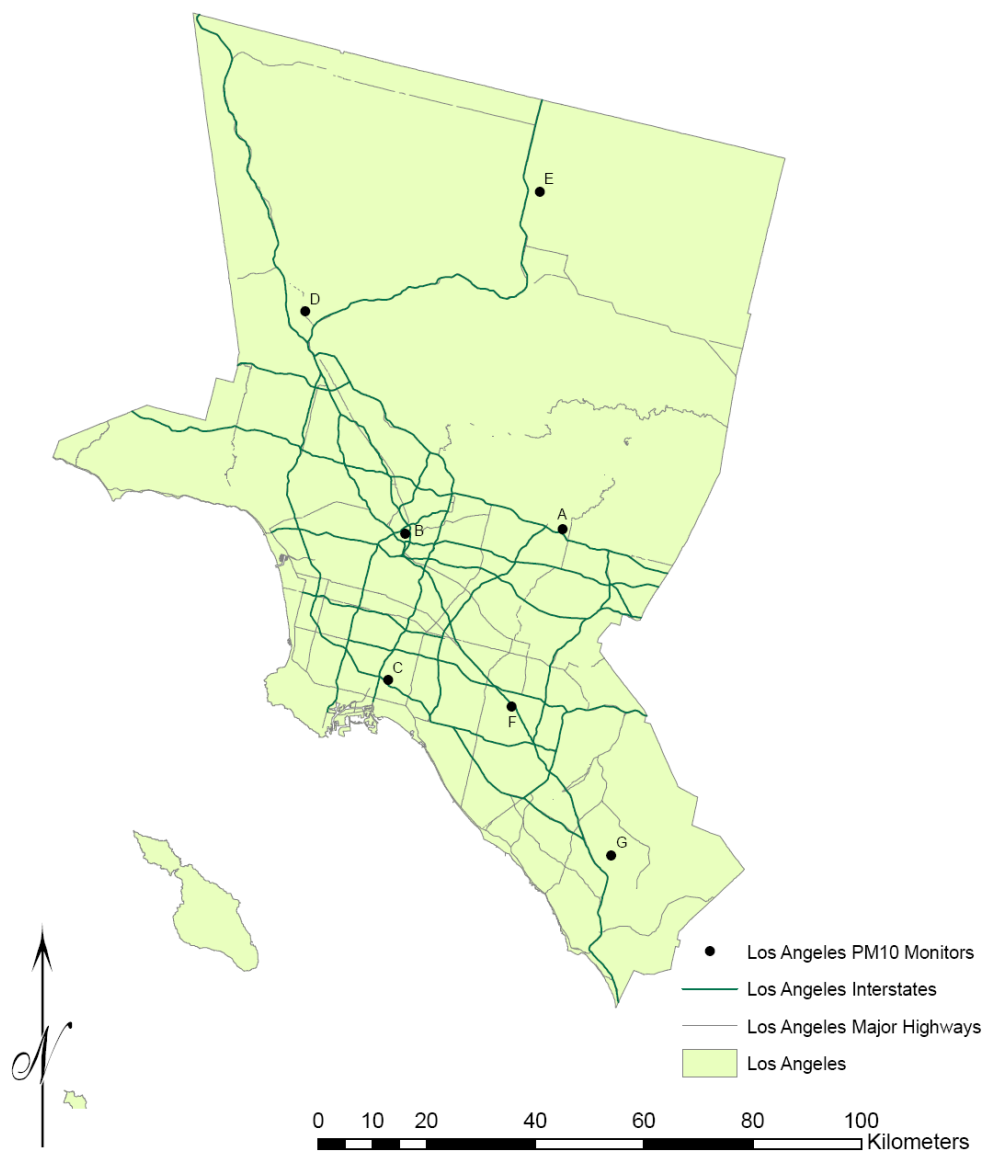 E
D
A
B
C
F
G
Los Angeles PM10 Monitors
Los Angeles Interstates
Los Angeles Major Highways
Los Angeles
N
0 10 20 40 60 80 100
Kilometers